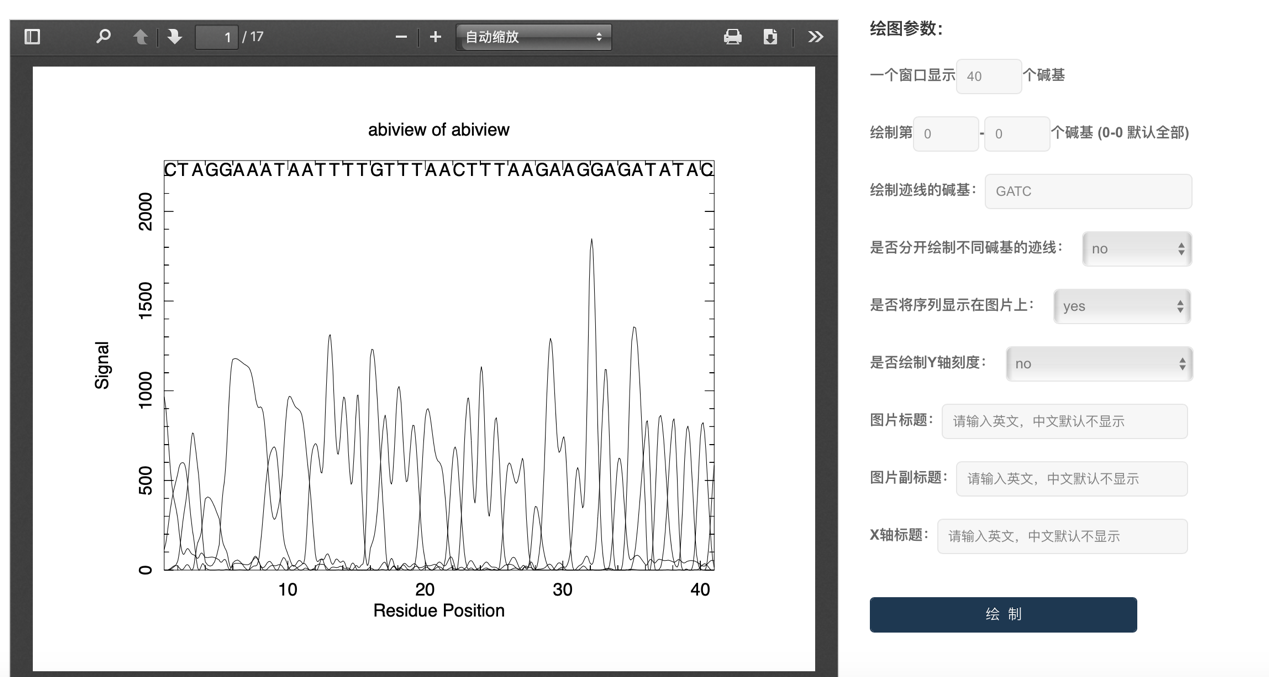 1 / 17
自动缩放
abiview of abiview
CTAGGAAATAATTTTGTTTAACTTTAAGAAGGAGATATAC
2000
1500
1000
500
0
Signal
10 20 30 40
Residue Position
绘图参数:
一个窗口显示 40 个碱基
绘制第 0 - 0 个碱基 (0-0 默认全部)
绘制迹线的碱基: GATC
是否分开绘制不同碱基的迹线: no
是否将序列显示在图片上: yes
是否绘制Y轴刻度: no
图片标题: 请输入英文，中文默认不显示
图片副标题: 请输入英文，中文默认不显示
X轴标题: 请输入英文，中文默认不显示
绘 制